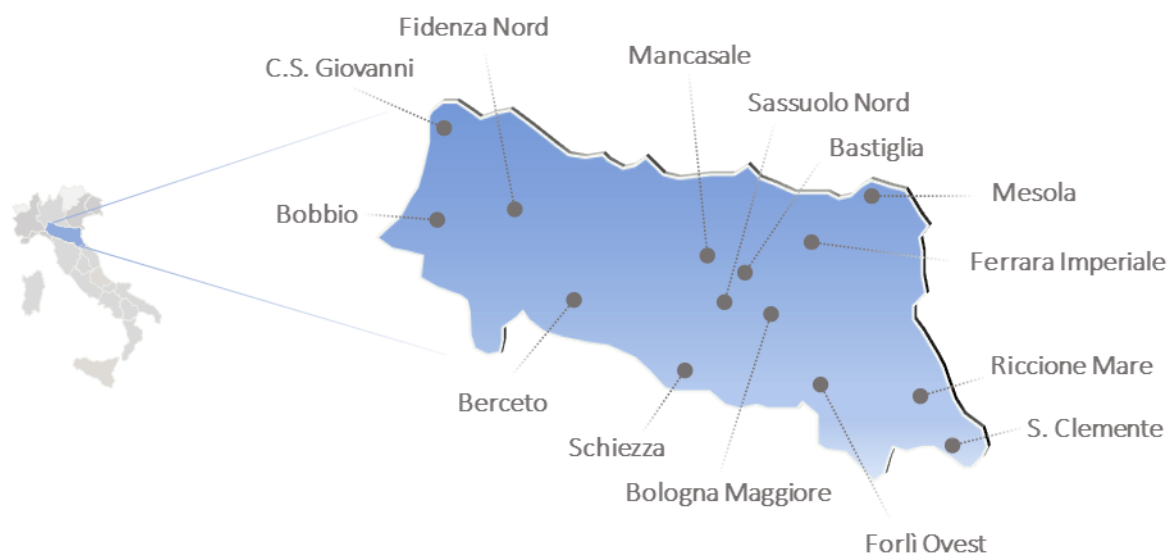 Fidenza Nord
C.S. Giovanni
Mancasale
Sassuolo Nord
Bastiglia
Mesola
Bobbio
Ferrara Imperiale
Riccione Mare
Berceto
S. Clemente
Schiezza
Bologna Maggiore
Forlì Ovest